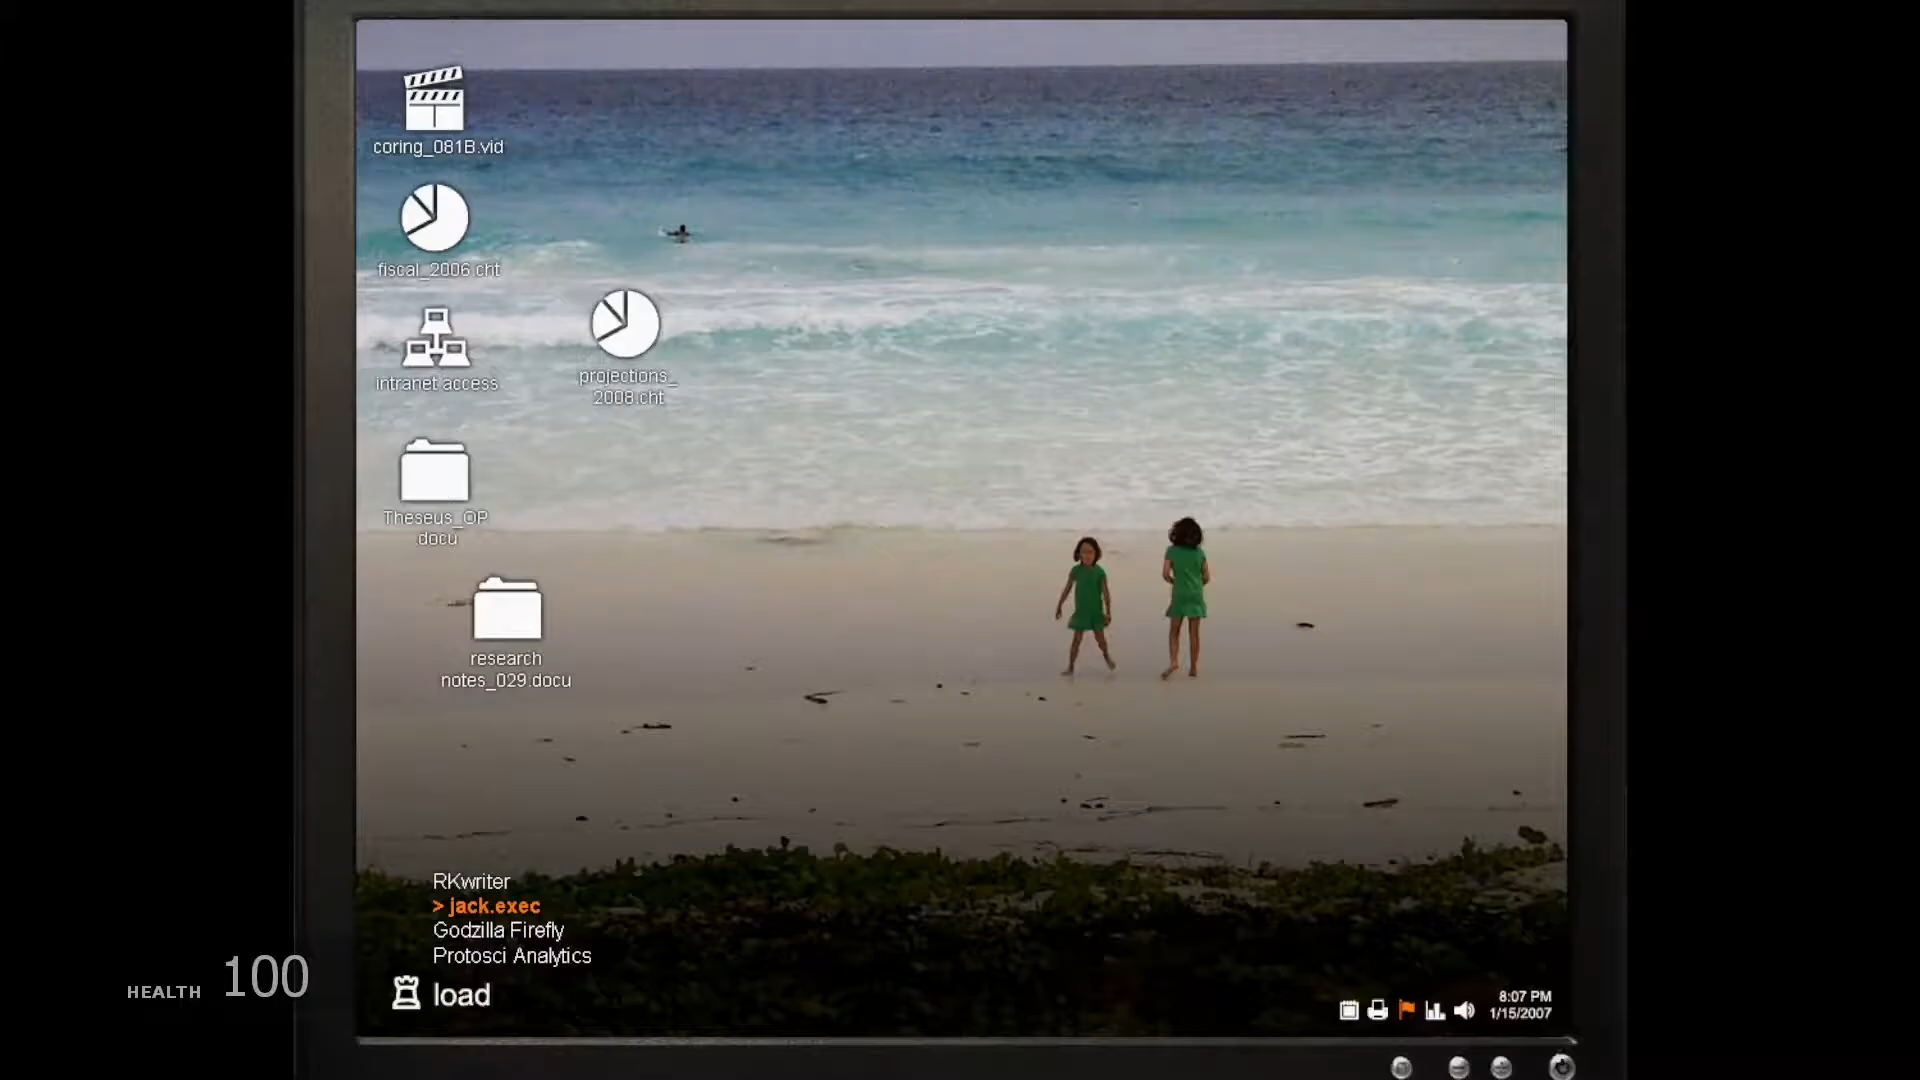 coring_081B.vid
fiscal_2006.cht
intranet access
projections_
2008.cht
Theseus_OP
.docu
research
notes_029.docu
RKwriter
> jack.exec
Godzilla Firefly
Protosci Analytics
load
HEALTH 100
8:07 PM
1/15/2007